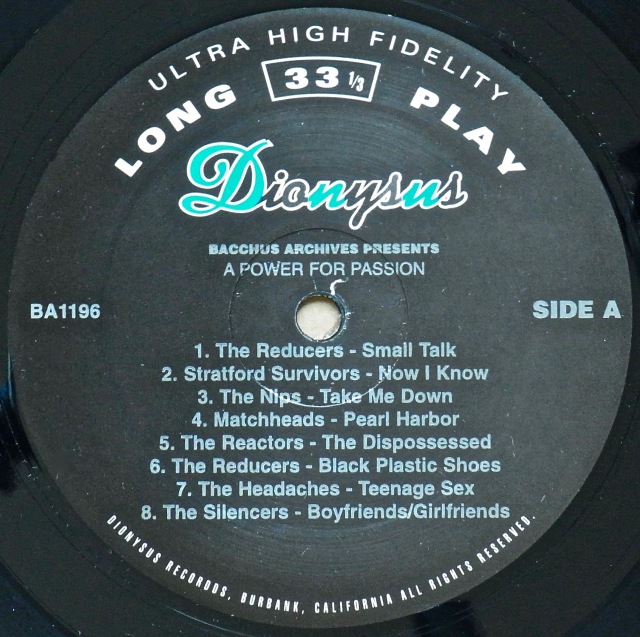 ULTRA HIGH FIDELITY
LONG 33 1/3 PLAY
Dionysus
BACCHUS ARCHIVES PRESENTS
A POWER FOR PASSION
BA1196
SIDE A
1. The Reducers - Small Talk
2. Stratford Survivors - Now I Know
3. The Nips - Take Me Down
4. Matchheads - Pearl Harbor
5. The Reactors - The Dispossessed
6. The Reducers - Black Plastic Shoes
7. The Headaches - Teenage Sex
8. The Silencers - Boyfriends/Girlfriends
DIONYSUS RECORDDS, BURBANK, CALIFORNIA ALL RIGHTS RESERVED.